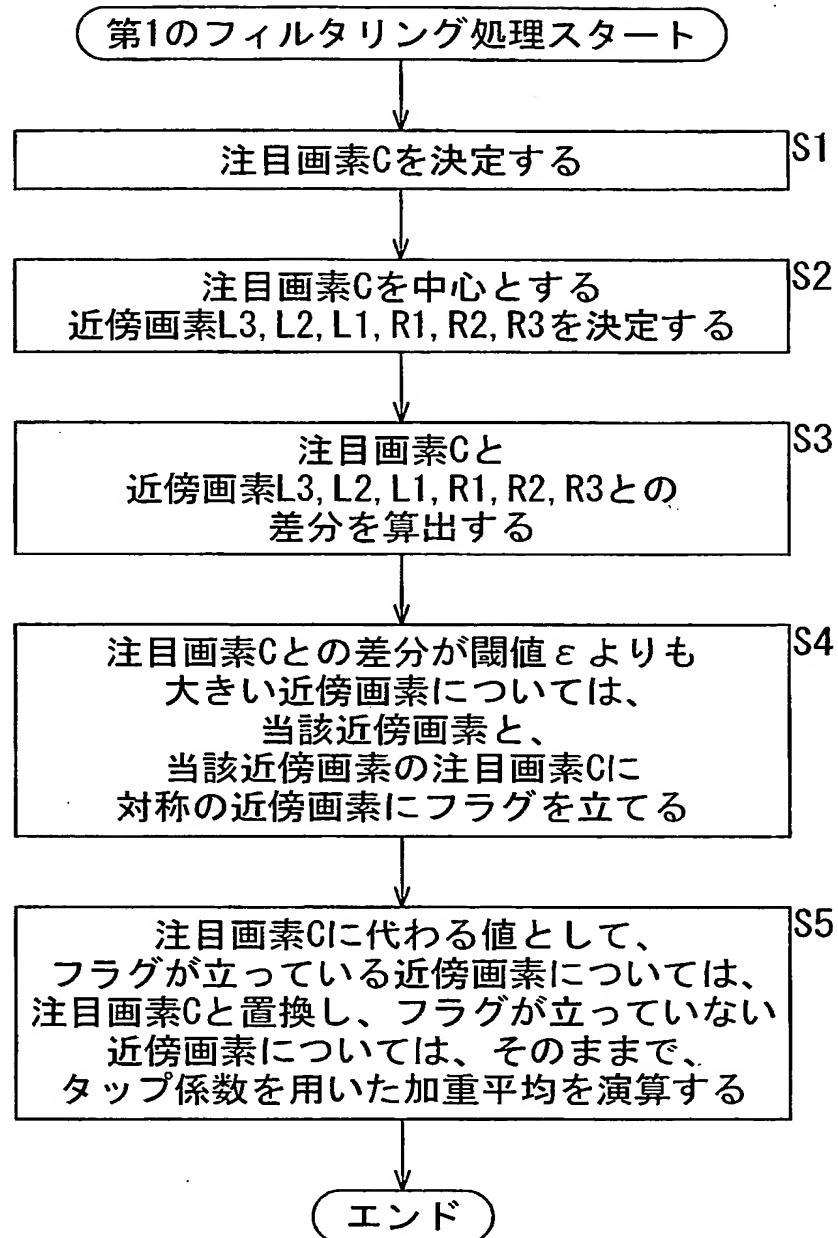 第1のフィルタリング処理スタート
S1
注目画素Cを決定する
S2
注目画素Cを中心とする
近傍画素L3, L2, L1, R1, R2, R3を決定する
S3
注目画素Cと
近傍画素L3, L2, L1, R1, R2, R3との
差分を算出する
S4
注目画素Cとの差分が閾値εよりも
大きい近傍画素については、
当該近傍画素と、
当該近傍画素の注目画素Cに
対称の近傍画素にフラグを立てる
S5
注目画素Cに代わる値として、
フラグが立っている近傍画素については、
注目画素Cと置換し、フラグが立っていない
近傍画素については、そのままで、
タップ係数を用いた加重平均を演算する
エンド